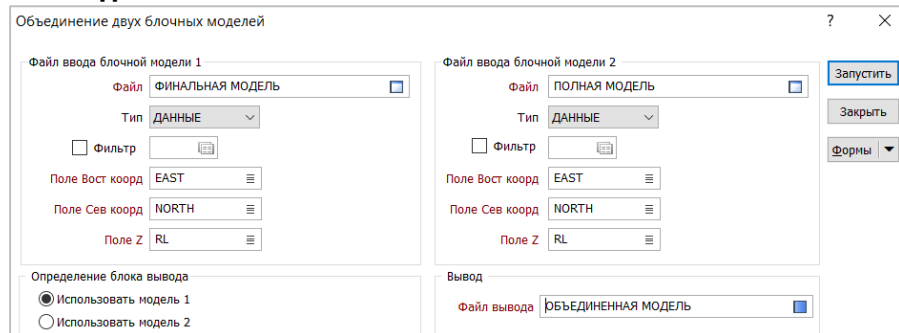 Объединение двух блочных моделей ? ×
Файл ввода блочной модели 1
Файл ФИНАЛЬНАЯ МОДЕЛЬ
Тип ДАННЫЕ
Фильтр
Поле Вост коорд EAST
Поле Сев коорд NORTH
Поле Z RL
Файл ввода блочной модели 2
Файл ПОЛНАЯ МОДЕЛЬ
Тип ДАННЫЕ
Фильтр
Поле Вост коорд EAST
Поле Сев коорд NORTH
Поле Z RL
Запустить
Закрыть
Формы
Определение блока вывода
Использовать модель 1
Использовать модель 2
Вывод
Файл вывода ОБЪЕДИНЕННАЯ МОДЕЛЬ